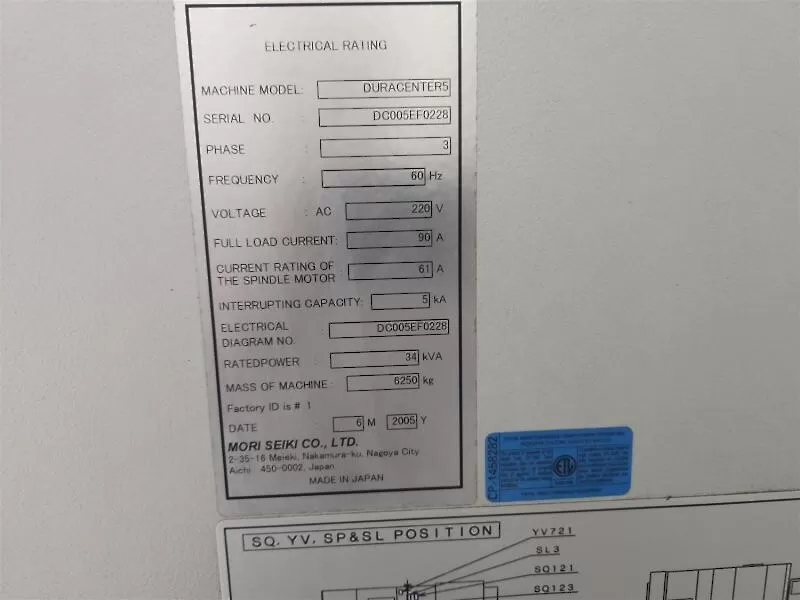 ELECTRICAL RATING
MACHINE MODEL: DURACENTER5
SERIAL NO. : DC005EF0228
PHASE : 3
FREQUENCY : 60 Hz
VOLTAGE : AC 220 V
FULL LOAD CURRENT: 90 A
CURRENT RATING OF
THE SPINDLE MOTOR : 61 A
INTERRUPTING CAPACITY: 5 kA
ELECTRICAL
DIAGRAM NO. : DC005EF0228
RATEDPOWER : 34 kVA
MASS OF MACHINE : 6250 kg
Factory ID is # 1
DATE : 6 M 2005 Y
MORI SEIKI CO., LTD.
2-35-16 Meieki, Nakamura-ku, Nagoya City
Aichi 450-0002, Japan
MADE IN JAPAN
CP 1458282
ETL
SQ, YV, SP&SL POSITION
YV721
SL3
SQ121
SQ123